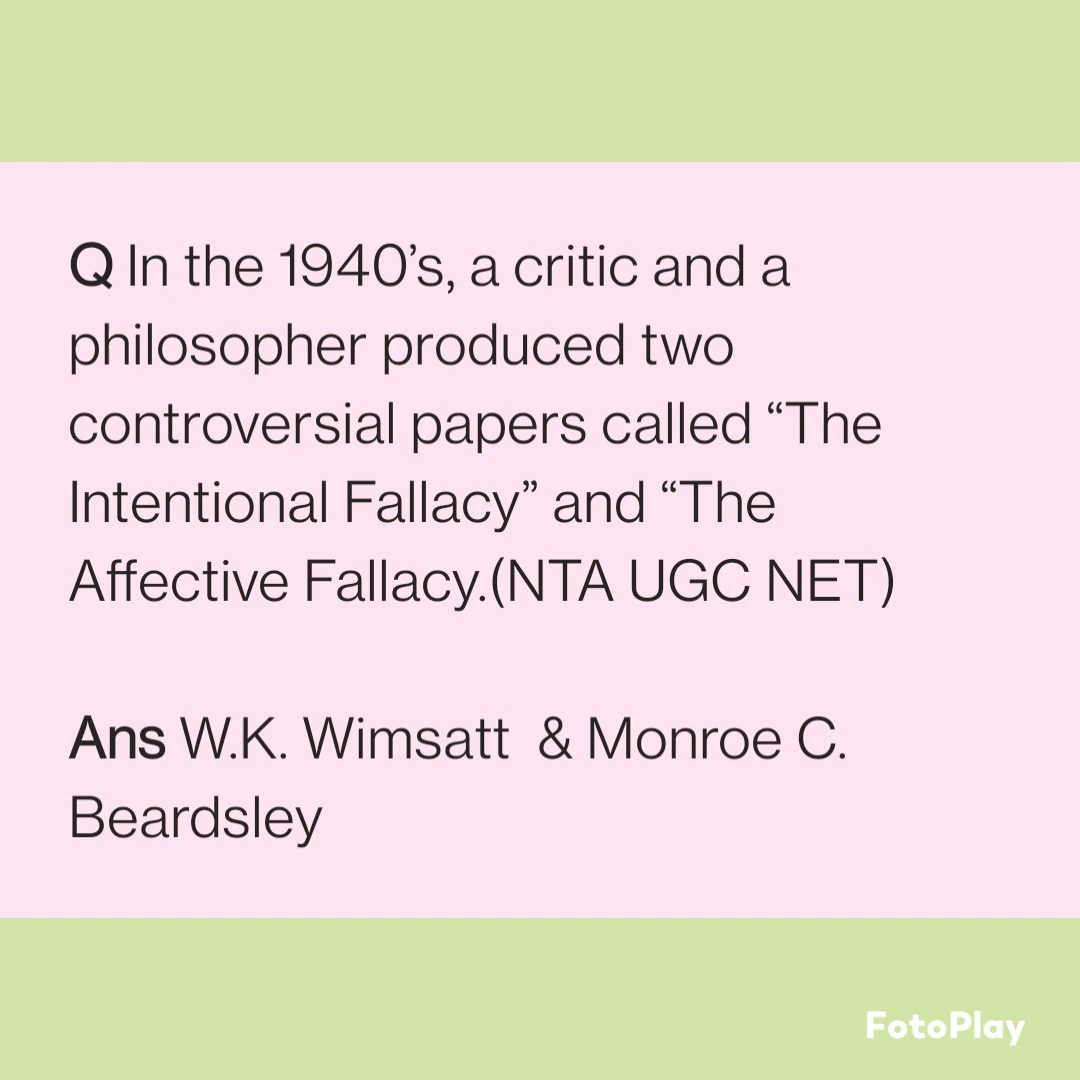 Q In the 1940’s, a critic and a
philosopher produced two
controversial papers called “The
Intentional Fallacy” and “The
Affective Fallacy.(NTA UGC NET)
Ans W.K. Wimsatt  & Monroe C.
Beardsley
FotoPlay